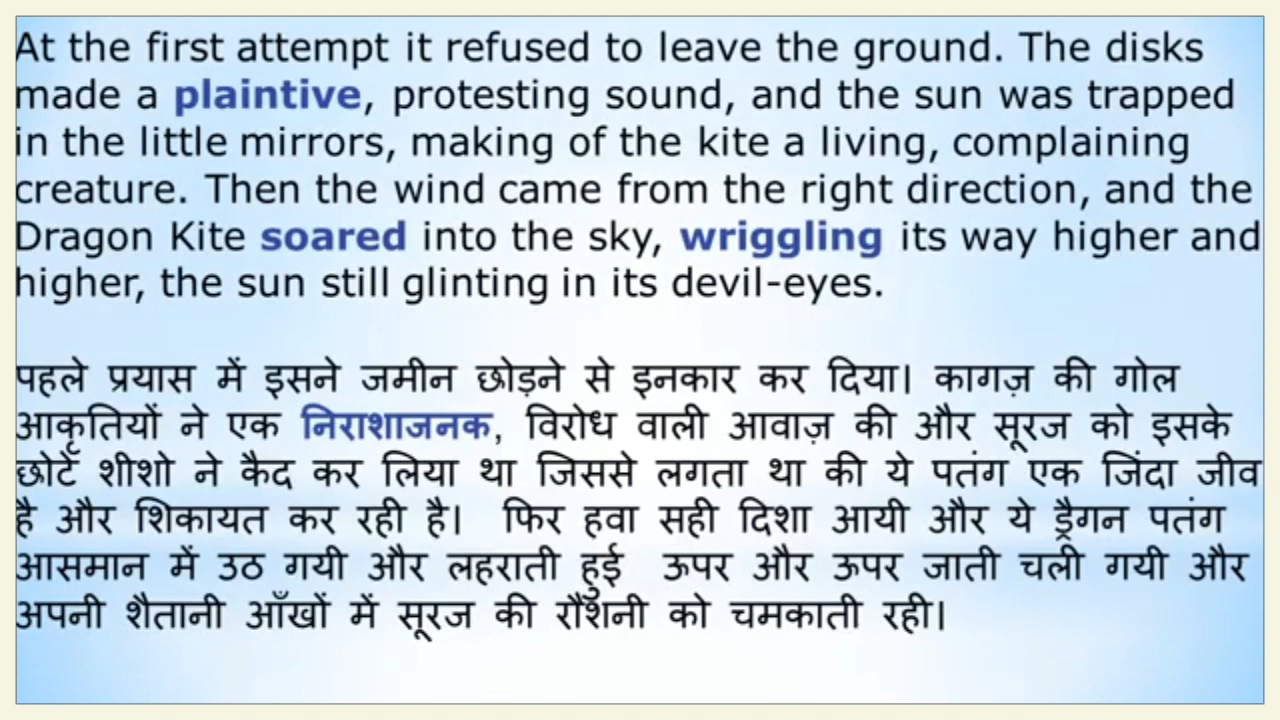 At the first attempt it refused to leave the ground. The disks
made a plaintive, protesting sound, and the sun was trapped
in the little mirrors, making of the kite a living, complaining
creature. Then the wind came from the right direction, and the
Dragon Kite soared into the sky, wriggling its way higher and
higher, the sun still glinting in its devil-eyes.
पहले प्रयास में इसने जमीन छोड़ने से इनकार कर दिया। कागज़ की गोल
आकृतियों ने एक निराशाजनक, विरोध वाली आवाज़ की और सूरज को इसके
छोटे शीशो ने कैद कर लिया था जिससे लगता था की ये पतंग एक जिंदा जीव
है और शिकायत कर रही है। फिर हवा सही दिशा आयी और ये ड्रैगन पतंग
आसमान में उठ गयी और लहराती हुई ऊपर और ऊपर जाती चली गयी और
अपनी शैतानी आँखों में सूरज की रौशनी को चमकाती रही।